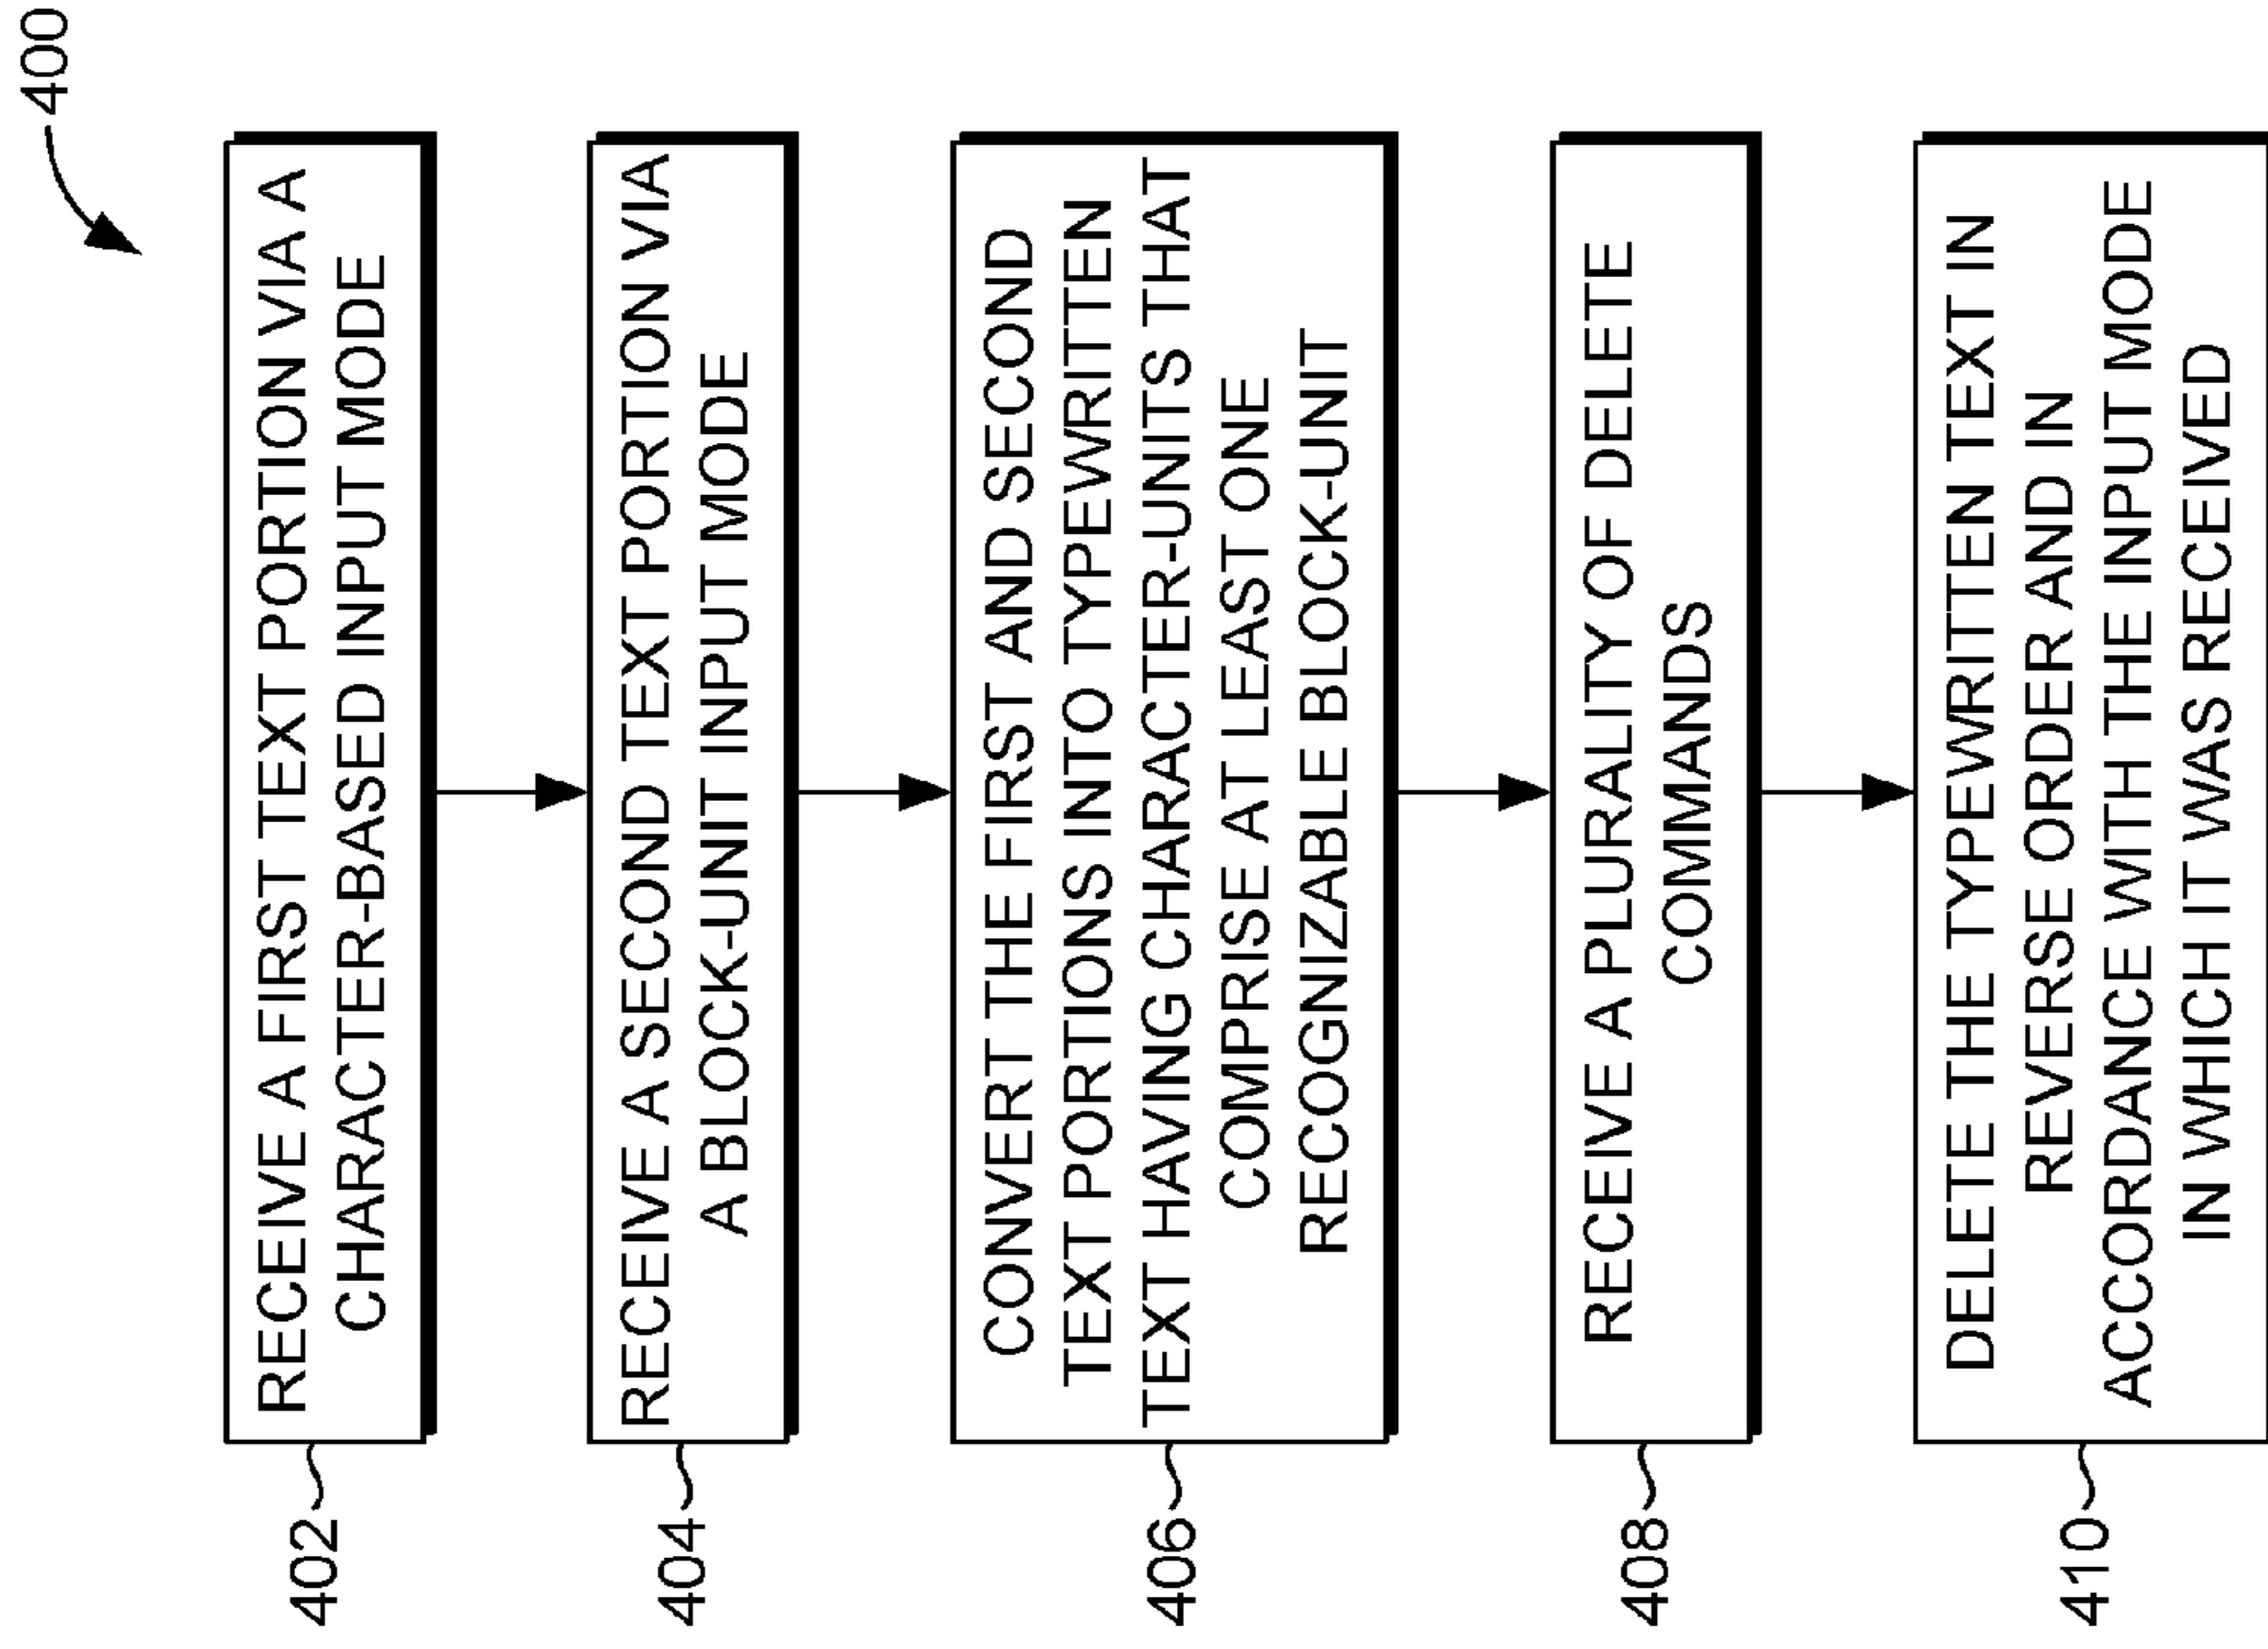 400
402
RECEIVE A FIRST TEXT PORTION VIA A
CHARACTER-BASED INPUT MODE
404
RECEIVE A SECOND TEXT PORTION VIA
A BLOCK-UNIT INPUT MODE
406
CONVERT THE FIRST AND SECOND
TEXT PORTIONS INTO TYPEWRITTEN
TEXT HAVING CHARACTER-UNITS THAT
COMPRISE AT LEAST ONE
RECOGNIZABLE BLOCK-UNIT
408
RECEIVE A PLURALITY OF DELETE
COMMANDS
410
DELETE THE TYPEWRITTEN TEXT IN
REVERSE ORDER AND IN
ACCORDANCE WITH THE INPUT MODE
IN WHICH IT WAS RECEIVED